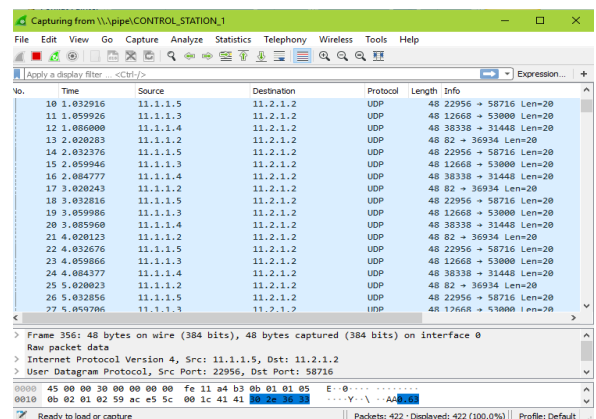 Capturing from \\.\pipe\CONTROL_STATION_1
File Edit View Go Capture Analyze Statistics Telephony Wireless Tools Help
Apply a display filter ... <Ctrl-/> Expression... +
No. Time Source Destination Protocol Length Info
10 1.032916 11.1.1.5 11.2.1.2 UDP 48 22956 → 58716 Len=20
11 1.059926 11.1.1.3 11.2.1.2 UDP 48 12668 → 53000 Len=20
12 1.086000 11.1.1.4 11.2.1.2 UDP 48 38338 → 31448 Len=20
13 2.020283 11.1.1.2 11.2.1.2 UDP 48 82 → 36934 Len=20
14 2.032376 11.1.1.5 11.2.1.2 UDP 48 22956 → 58716 Len=20
15 2.059946 11.1.1.3 11.2.1.2 UDP 48 12668 → 53000 Len=20
16 2.084777 11.1.1.4 11.2.1.2 UDP 48 38338 → 31448 Len=20
17 3.020243 11.1.1.2 11.2.1.2 UDP 48 82 → 36934 Len=20
18 3.032816 11.1.1.5 11.2.1.2 UDP 48 22956 → 58716 Len=20
19 3.059986 11.1.1.3 11.2.1.2 UDP 48 12668 → 53000 Len=20
20 3.085960 11.1.1.4 11.2.1.2 UDP 48 38338 → 31448 Len=20
21 4.020123 11.1.1.2 11.2.1.2 UDP 48 82 → 36934 Len=20
22 4.032676 11.1.1.5 11.2.1.2 UDP 48 22956 → 58716 Len=20
23 4.059866 11.1.1.3 11.2.1.2 UDP 48 12668 → 53000 Len=20
24 4.084377 11.1.1.4 11.2.1.2 UDP 48 38338 → 31448 Len=20
25 5.020023 11.1.1.2 11.2.1.2 UDP 48 82 → 36934 Len=20
26 5.032856 11.1.1.5 11.2.1.2 UDP 48 22956 → 58716 Len=20
27 5.059706 11.1.1.3 11.2.1.2 UDP 48 12668 → 53000 Len=20
> Frame 356: 48 bytes on wire (384 bits), 48 bytes captured (384 bits) on interface 0
Raw packet data
> Internet Protocol Version 4, Src: 11.1.1.5, Dst: 11.2.1.2
> User Datagram Protocol, Src Port: 22956, Dst Port: 58716
0000 45 00 00 30 00 00 00 00 fe 11 a4 b3 0b 01 01 05 E··0···· ········
0010 0b 02 01 02 59 ac e5 5c 00 1c 41 41 30 2e 36 33 ····Y··\ ··AA0.63
Ready to load or capture Packets: 422 · Displayed: 422 (100.0%) Profile: Default